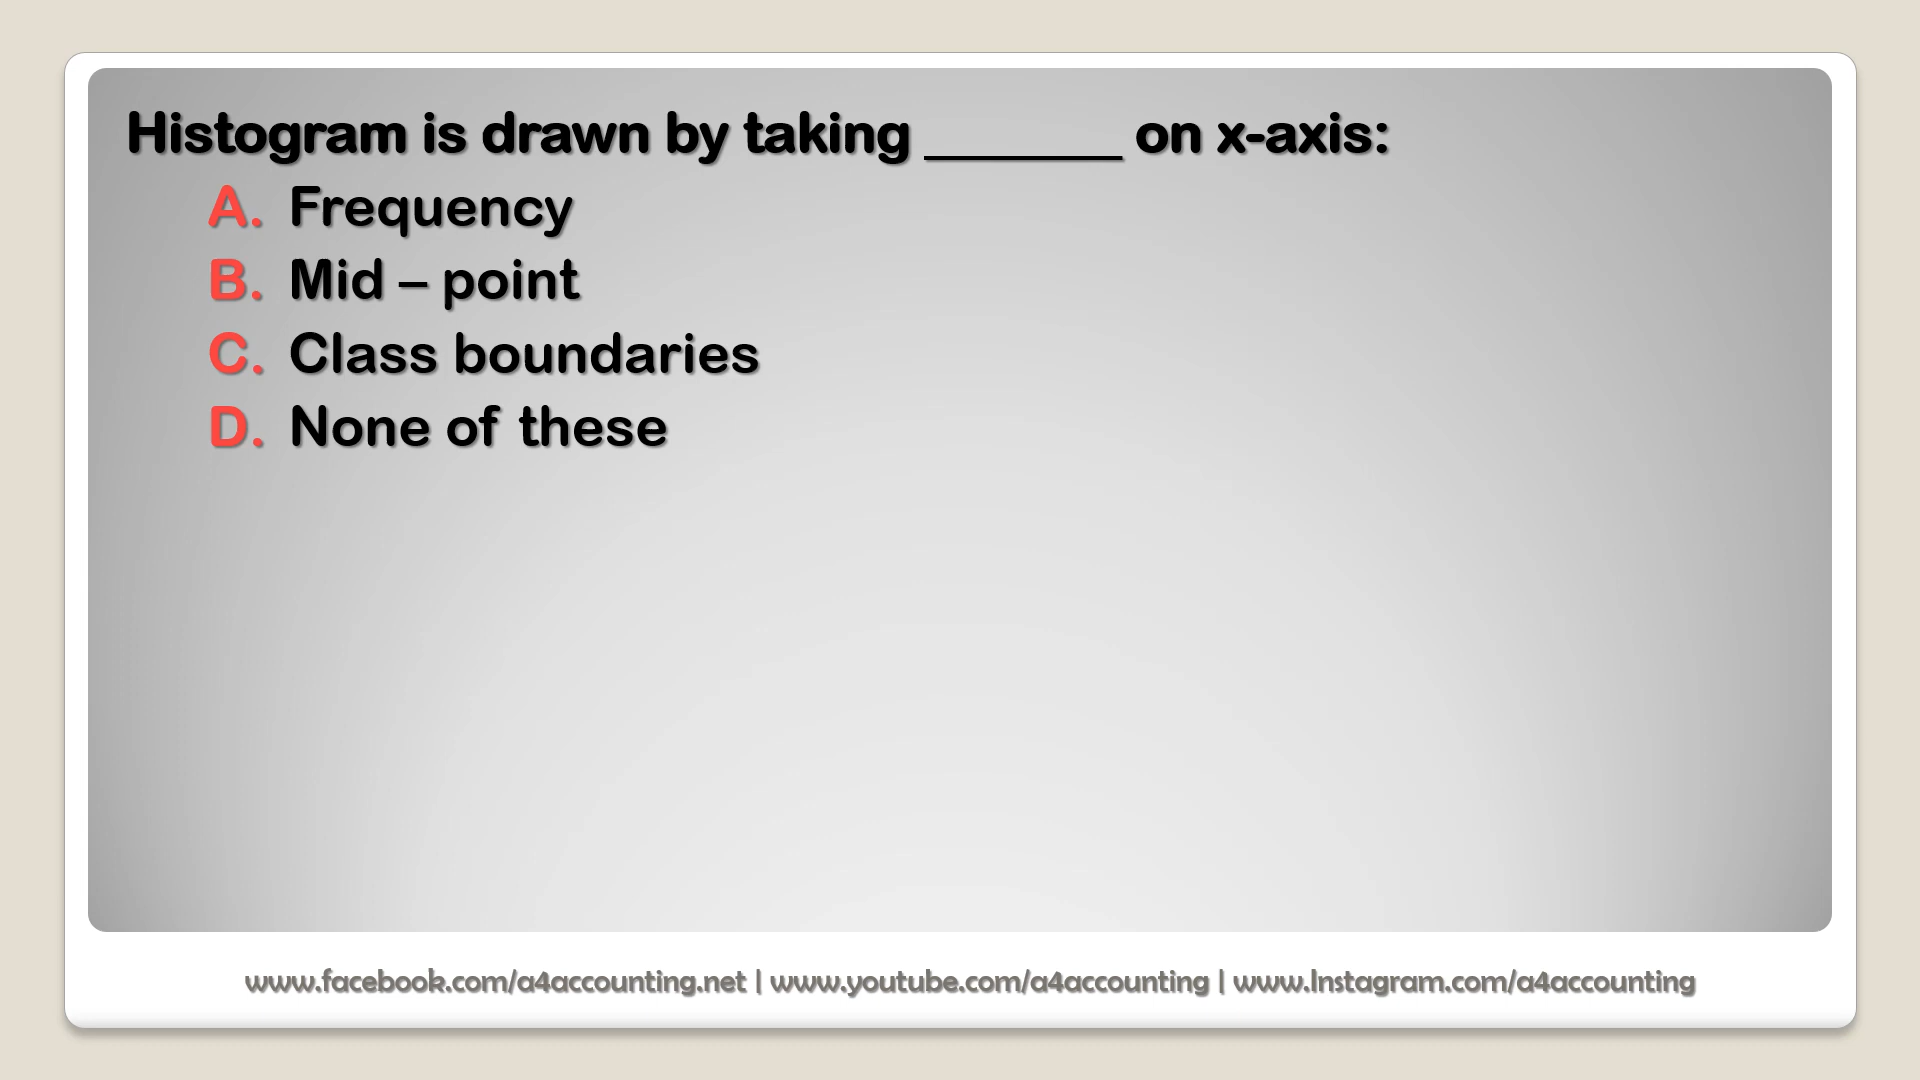 Histogram is drawn by taking _______ on x-axis:
A. Frequency
B. Mid – point
C. Class boundaries
D. None of these
www.facebook.com/a4accounting.net | www.youtube.com/a4accounting | www.Instagram.com/a4accounting